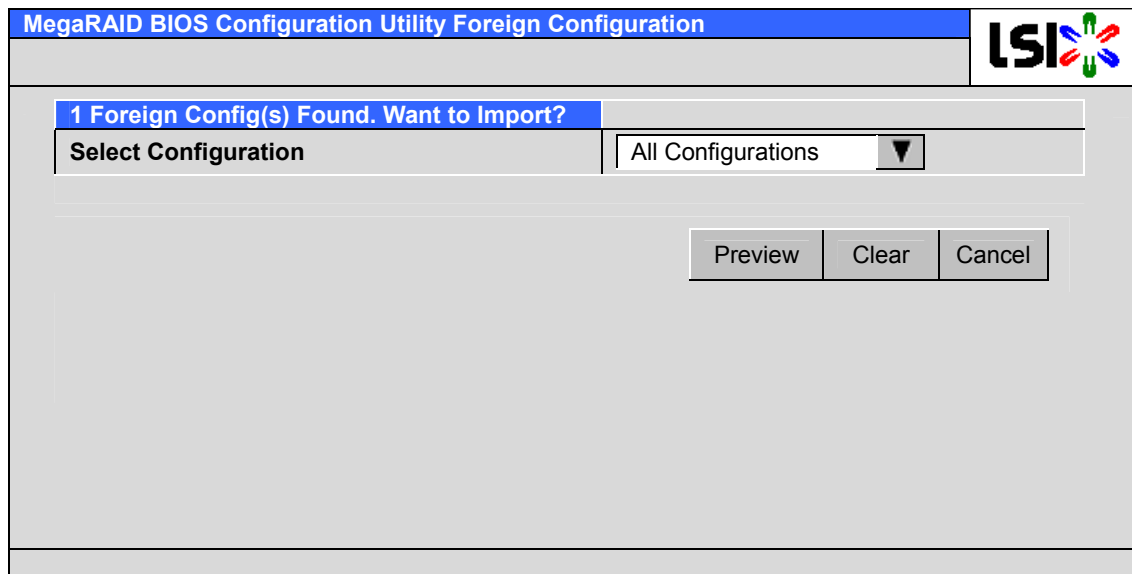 MegaRAID BIOS Configuration Utility Foreign Configuration
LSI
1 Foreign Config(s) Found. Want to Import?
Select Configuration All Configurations
Preview Clear Cancel